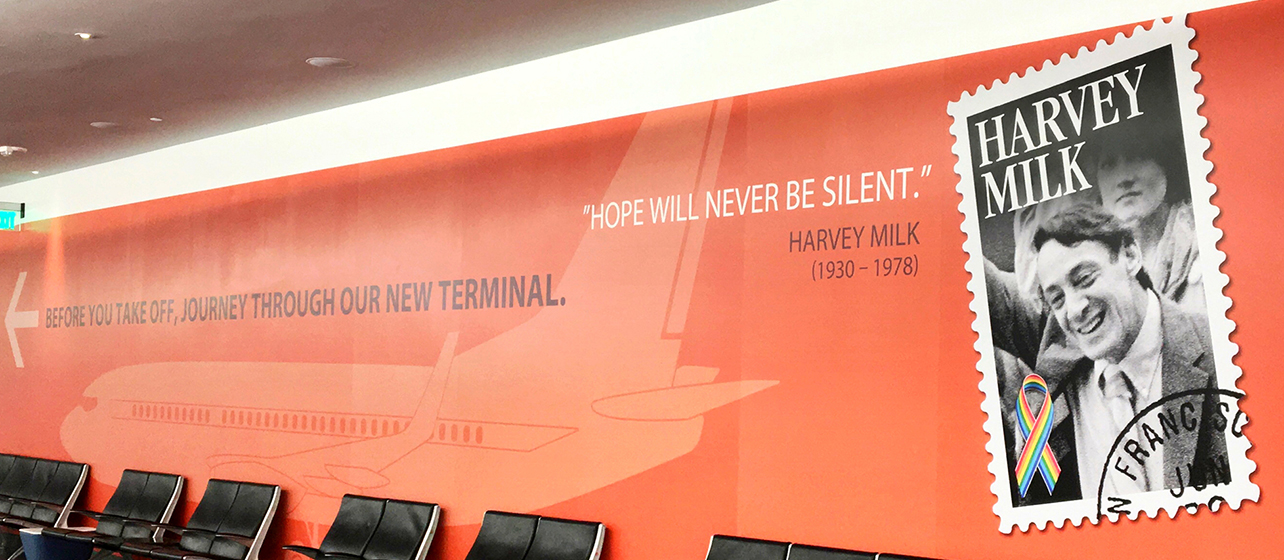 BEFORE YOU TAKE OFF, JOURNEY THROUGH OUR NEW TERMINAL.
"HOPE WILL NEVER BE SILENT."
HARVEY MILK
(1930 – 1978)
HARVEY
MILK
N FRANCISC
JUN